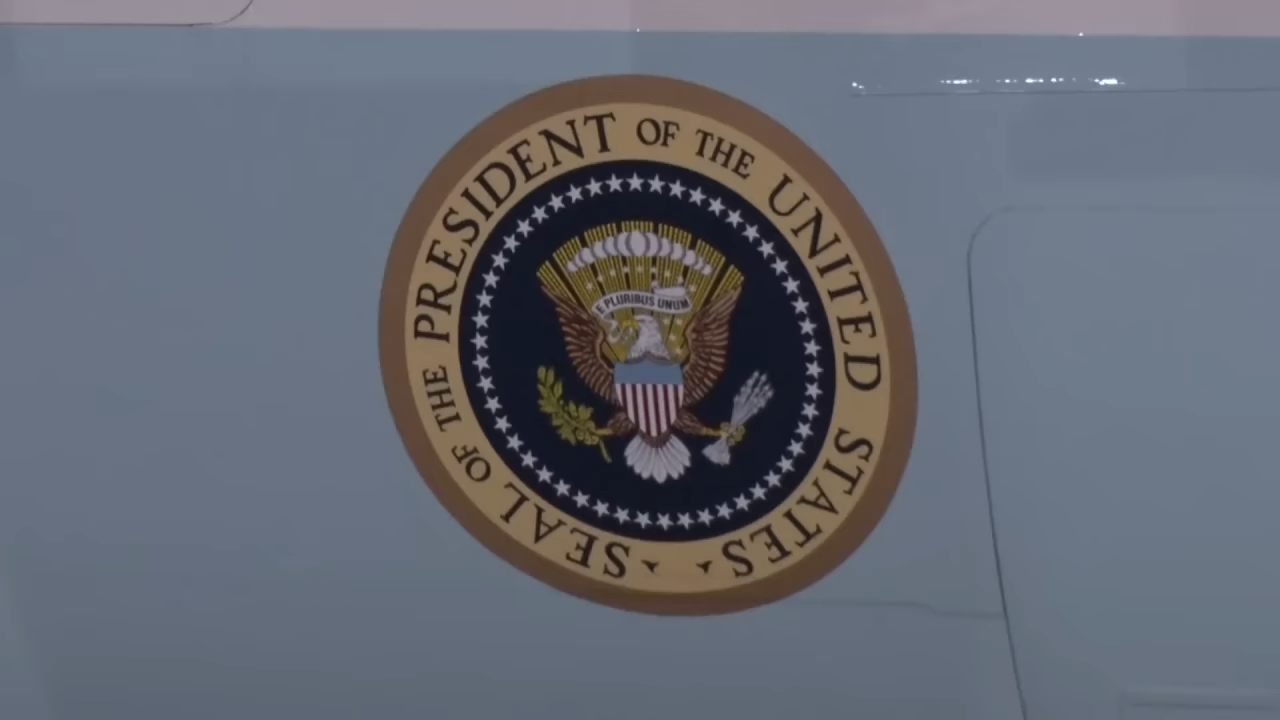 SEAL OF THE PRESIDENT OF THE UNITED STATES
E PLURIBUS UNUM